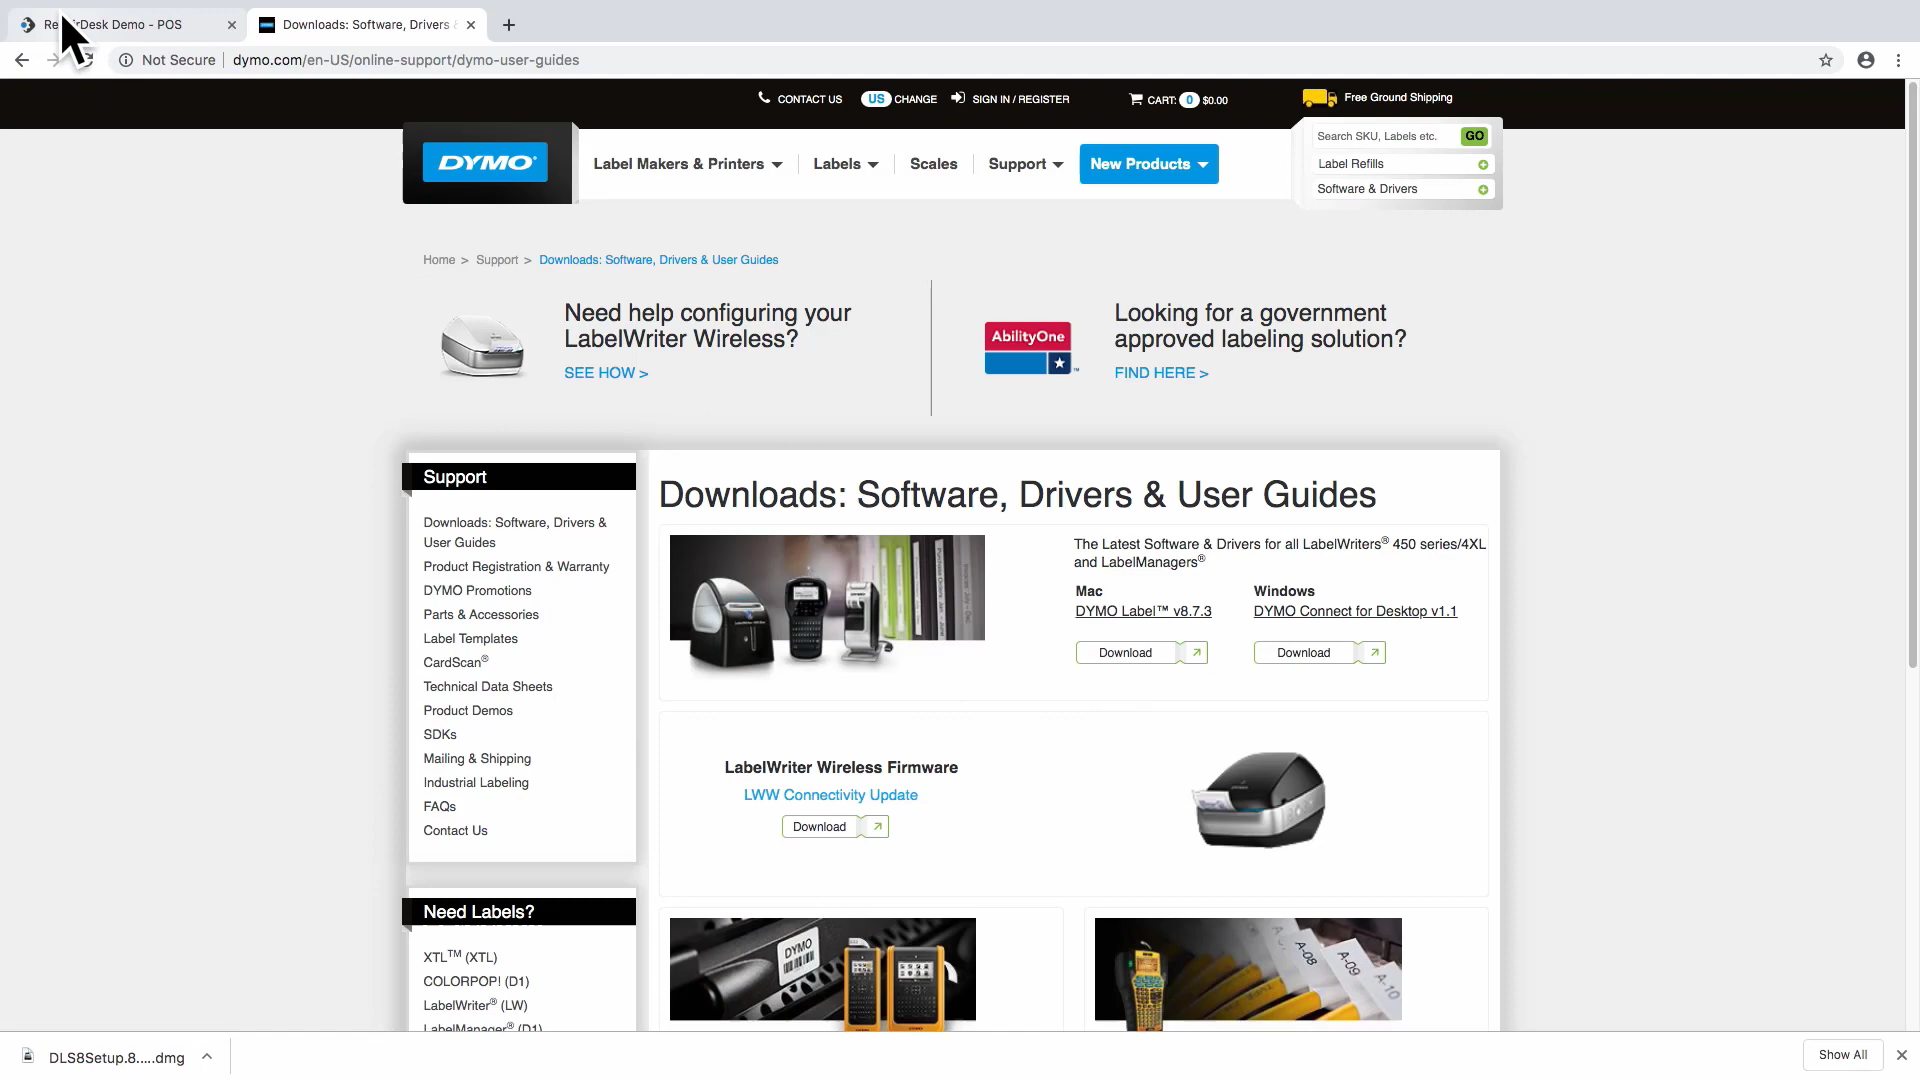 RepairDesk Demo - POS
Downloads: Software, Drivers &
Not Secure
dymo.com/en-US/online-support/dymo-user-guides
CONTACT US
US CHANGE
SIGN IN / REGISTER
CART: 0 $0.00
Free Ground Shipping
DYMO
Label Makers & Printers
Labels
Scales
Support
New Products
Search SKU, Labels etc. GO
Label Refills
Software & Drivers
Home > Support > Downloads: Software, Drivers & User Guides
Need help configuring your
LabelWriter Wireless?
SEE HOW >
AbilityOne
Looking for a government
approved labeling solution?
FIND HERE >
Support
Downloads: Software, Drivers &
User Guides
Product Registration & Warranty
DYMO Promotions
Parts & Accessories
Label Templates
CardScan®
Technical Data Sheets
Product Demos
SDKs
Mailing & Shipping
Industrial Labeling
FAQs
Contact Us
Need Labels?
XTL™ (XTL)
COLORPOP! (D1)
LabelWriter® (LW)
LabelManager® (D1)
Downloads: Software, Drivers & User Guides
The Latest Software & Drivers for all LabelWriters® 450 series/4XL
and LabelManagers®
Mac
DYMO Label™ v8.7.3
Download
Windows
DYMO Connect for Desktop v1.1
Download
LabelWriter Wireless Firmware
LWW Connectivity Update
Download
DYMO
A-08
A-09
A-10
DLS8Setup.8.....dmg
Show All